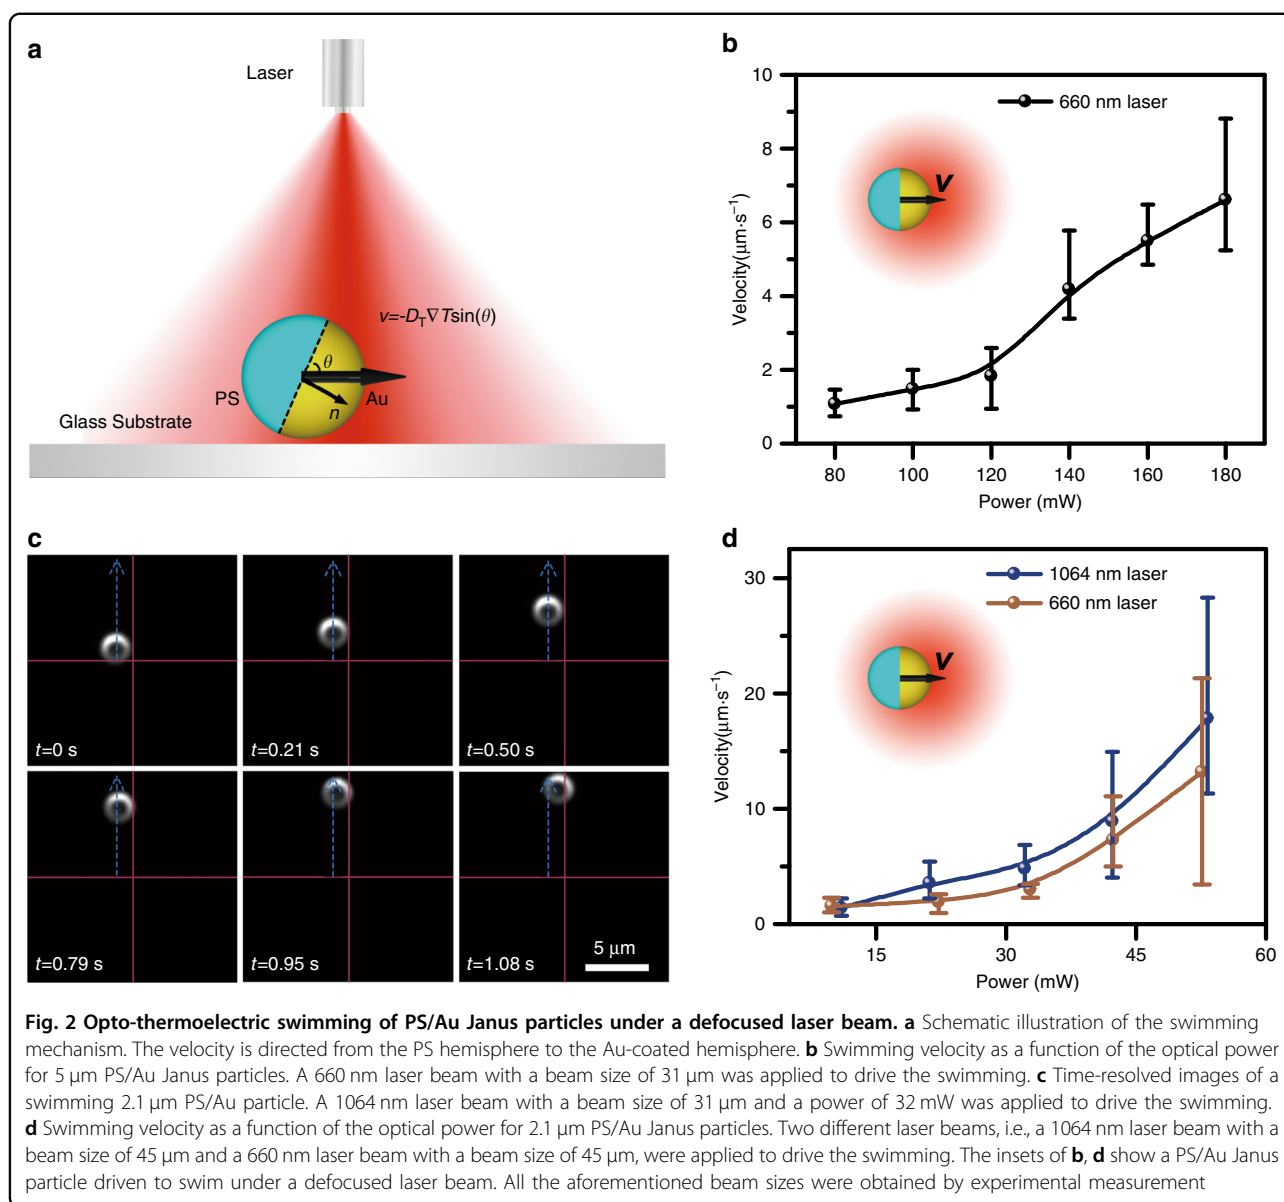 a
Laser
v=-D_T∇Tsin(θ)
θ
PS
n
Au
Glass Substrate
b
10
8
6
4
2
0
Velocity(μm·s⁻¹)
660 nm laser
V
80 100 120 140 160 180
Power (mW)
c
t=0 s
t=0.21 s
t=0.50 s
t=0.79 s
t=0.95 s
5 μm
t=1.08 s
d
30
20
10
0
Velocity(μm·s⁻¹)
1064 nm laser
660 nm laser
V
15 30 45 60
Power (mW)
Fig. 2 Opto-thermoelectric swimming of PS/Au Janus particles under a defocused laser beam. a Schematic illustration of the swimming
mechanism. The velocity is directed from the PS hemisphere to the Au-coated hemisphere. b Swimming velocity as a function of the optical power
for 5 μm PS/Au Janus particles. A 660 nm laser beam with a beam size of 31 μm was applied to drive the swimming. c Time-resolved images of a
swimming 2.1 μm PS/Au particle. A 1064 nm laser beam with a beam size of 31 μm and a power of 32 mW was applied to drive the swimming.
d Swimming velocity as a function of the optical power for 2.1 μm PS/Au Janus particles. Two different laser beams, i.e., a 1064 nm laser beam with a
beam size of 45 μm and a 660 nm laser beam with a beam size of 45 μm, were applied to drive the swimming. The insets of b, d show a PS/Au Janus
particle driven to swim under a defocused laser beam. All the aforementioned beam sizes were obtained by experimental measurement